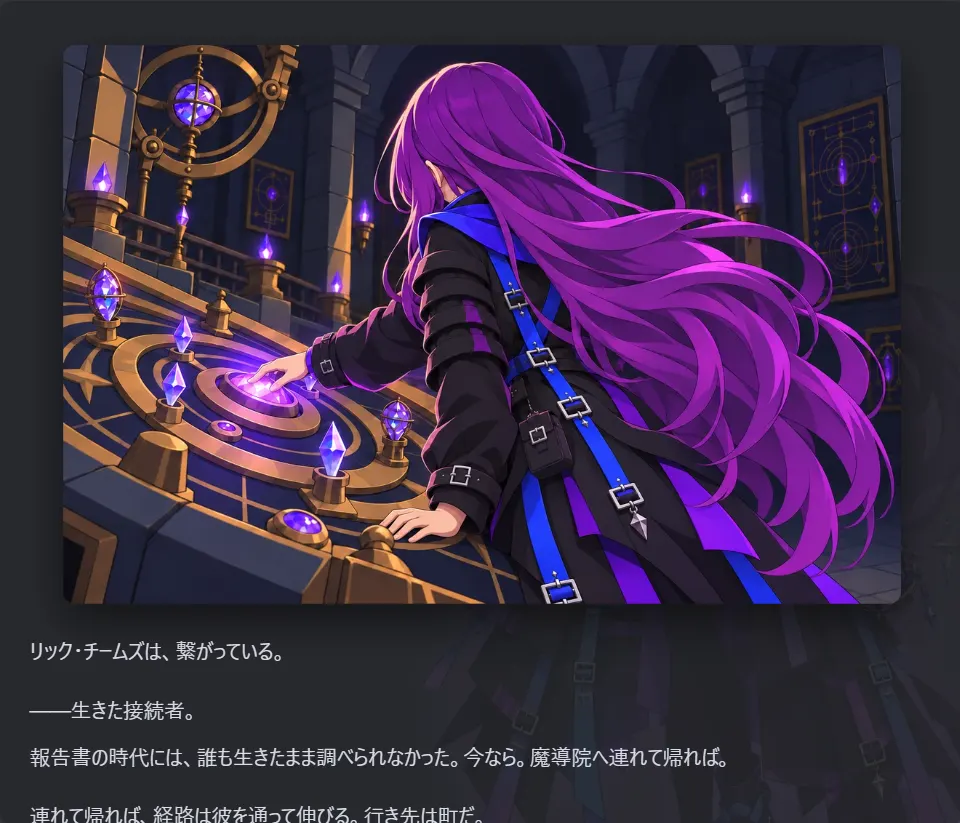 リック・チームズは、繋がっている。
――生きた接続者。
報告書の時代には、誰も生きたまま調べられなかった。今なら。魔導院へ連れて帰れば。
連れて帰れば、経路は彼を通って伸びる。行き先は町だ。